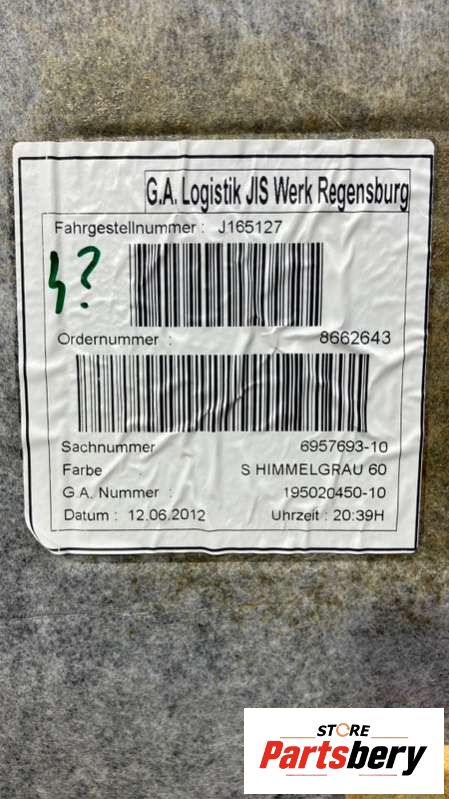 G.A. Logistik JIS Werk Regensburg
Fahrgestellnummer : J165127
Ordernummer : 8662643
Sachnummer 6957693-10
Farbe : S HIMMELGRAU 60
G.A. Nummer : 195020450-10
Datum : 12.06.2012 Uhrzeit : 20:39H
STORE
Partsbery